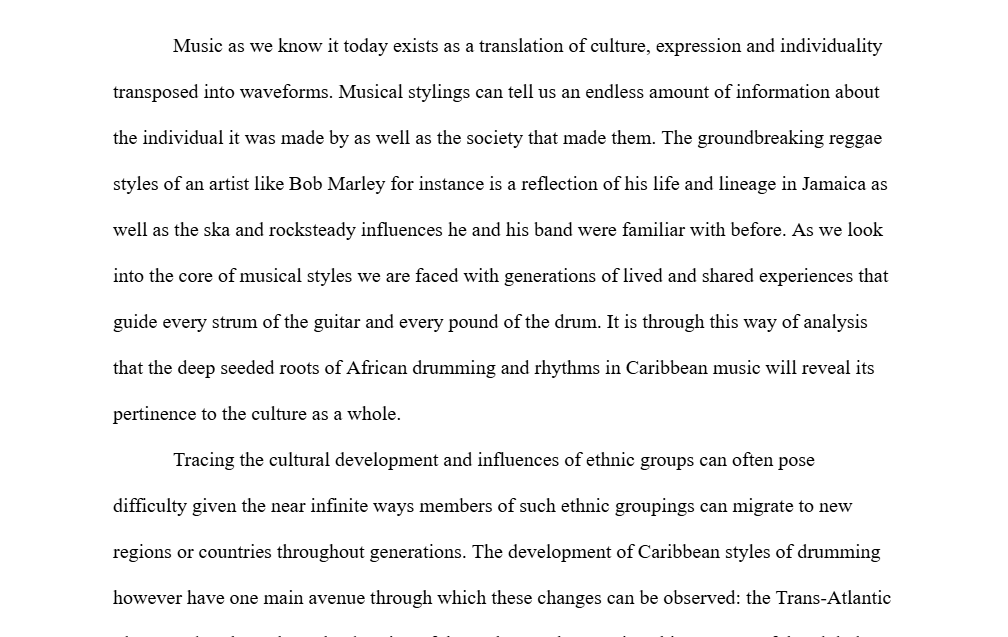 Music as we know it today exists as a translation of culture, expression and individuality
transposed into waveforms. Musical stylings can tell us an endless amount of information about
the individual it was made by as well as the society that made them. The groundbreaking reggae
styles of an artist like Bob Marley for instance is a reflection of his life and lineage in Jamaica as
well as the ska and rocksteady influences he and his band were familiar with before. As we look
into the core of musical styles we are faced with generations of lived and shared experiences that
guide every strum of the guitar and every pound of the drum. It is through this way of analysis
that the deep seeded roots of African drumming and rhythms in Caribbean music will reveal its
pertinence to the culture as a whole.
Tracing the cultural development and influences of ethnic groups can often pose
difficulty given the near infinite ways members of such ethnic groupings can migrate to new
regions or countries throughout generations. The development of Caribbean styles of drumming
however have one main avenue through which these changes can be observed: the Trans-Atlantic